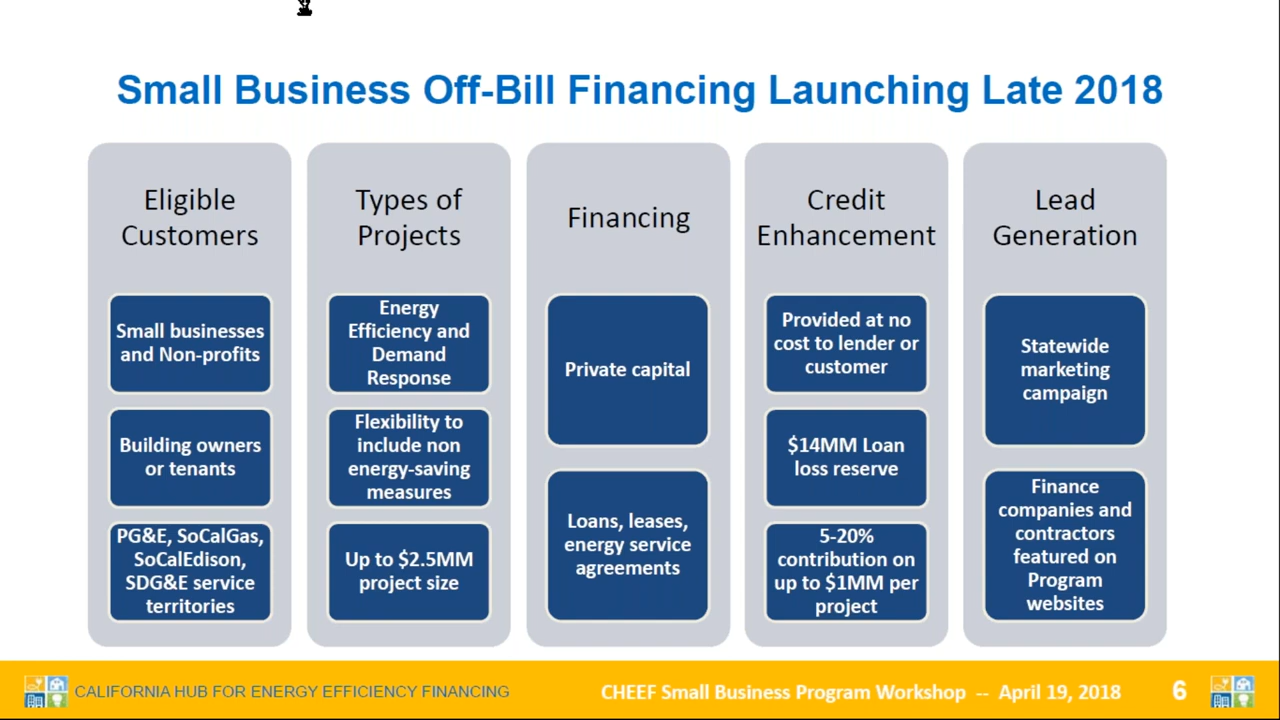 Small Business Off-Bill Financing Launching Late 2018
Eligible
Customers
Small businesses
and Non-profits
Building owners
or tenants
PG&E, SoCalGas,
SoCalEdison,
SDG&E service
territories
Types of
Projects
Energy
Efficiency and
Demand
Response
Flexibility to
include non
energy-saving
measures
Up to $2.5MM
project size
Financing
Private capital
Loans, leases,
energy service
agreements
Credit
Enhancement
Provided at no
cost to lender or
customer
$14MM Loan
loss reserve
5-20%
contribution on
up to $1MM per
project
Lead
Generation
Statewide
marketing
campaign
Finance
companies and
contractors
featured on
Program
websites
CALIFORNIA HUB FOR ENERGY EFFICIENCY FINANCING
CHEEF Small Business Program Workshop -- April 19, 2018
6